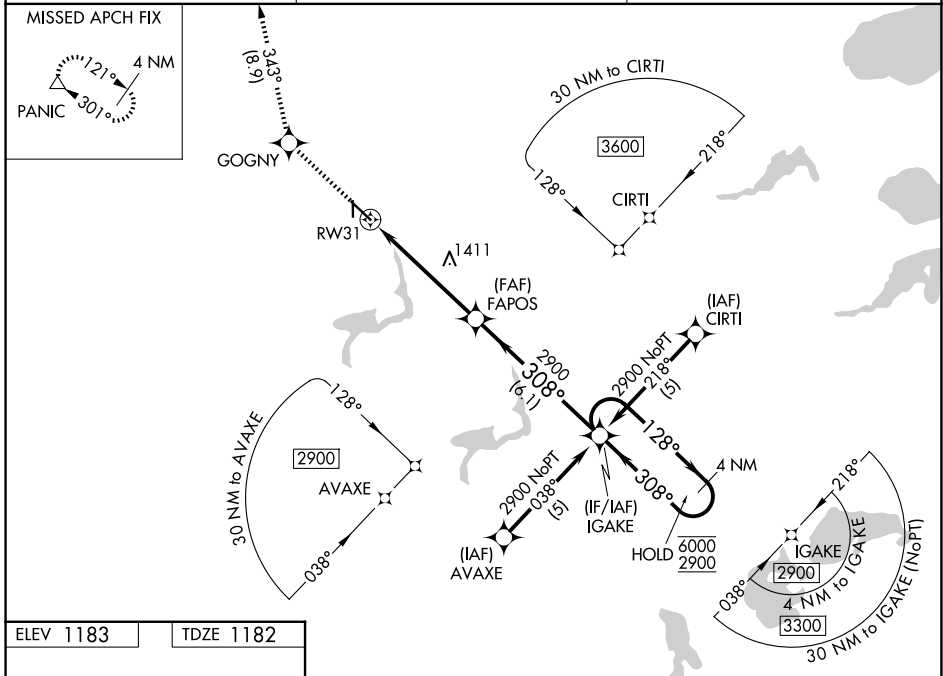 MISSED APCH FIX
4 NM
121°
301°
PANIC
343°
(8.9)
GOGNY
RW31
1411
(FAF)
FAPOS
30 NM to CIRTI
3600
218°
128°
CIRTI
(IAF)
CIRTI
2900 NoPT
218°
(5)
2900
308°
(6.1)
128°
308°
4 NM
(IF/IAF)
IGAKE
HOLD
6000
2900
2900 NoPT
038°
(5)
(IAF)
AVAXE
30 NM to AVAXE
128°
2900
AVAXE
038°
218°
IGAKE
2900
4 NM to IGAKE
3300
038°
30 NM to IGAKE (NoPT)
ELEV 1183
TDZE 1182